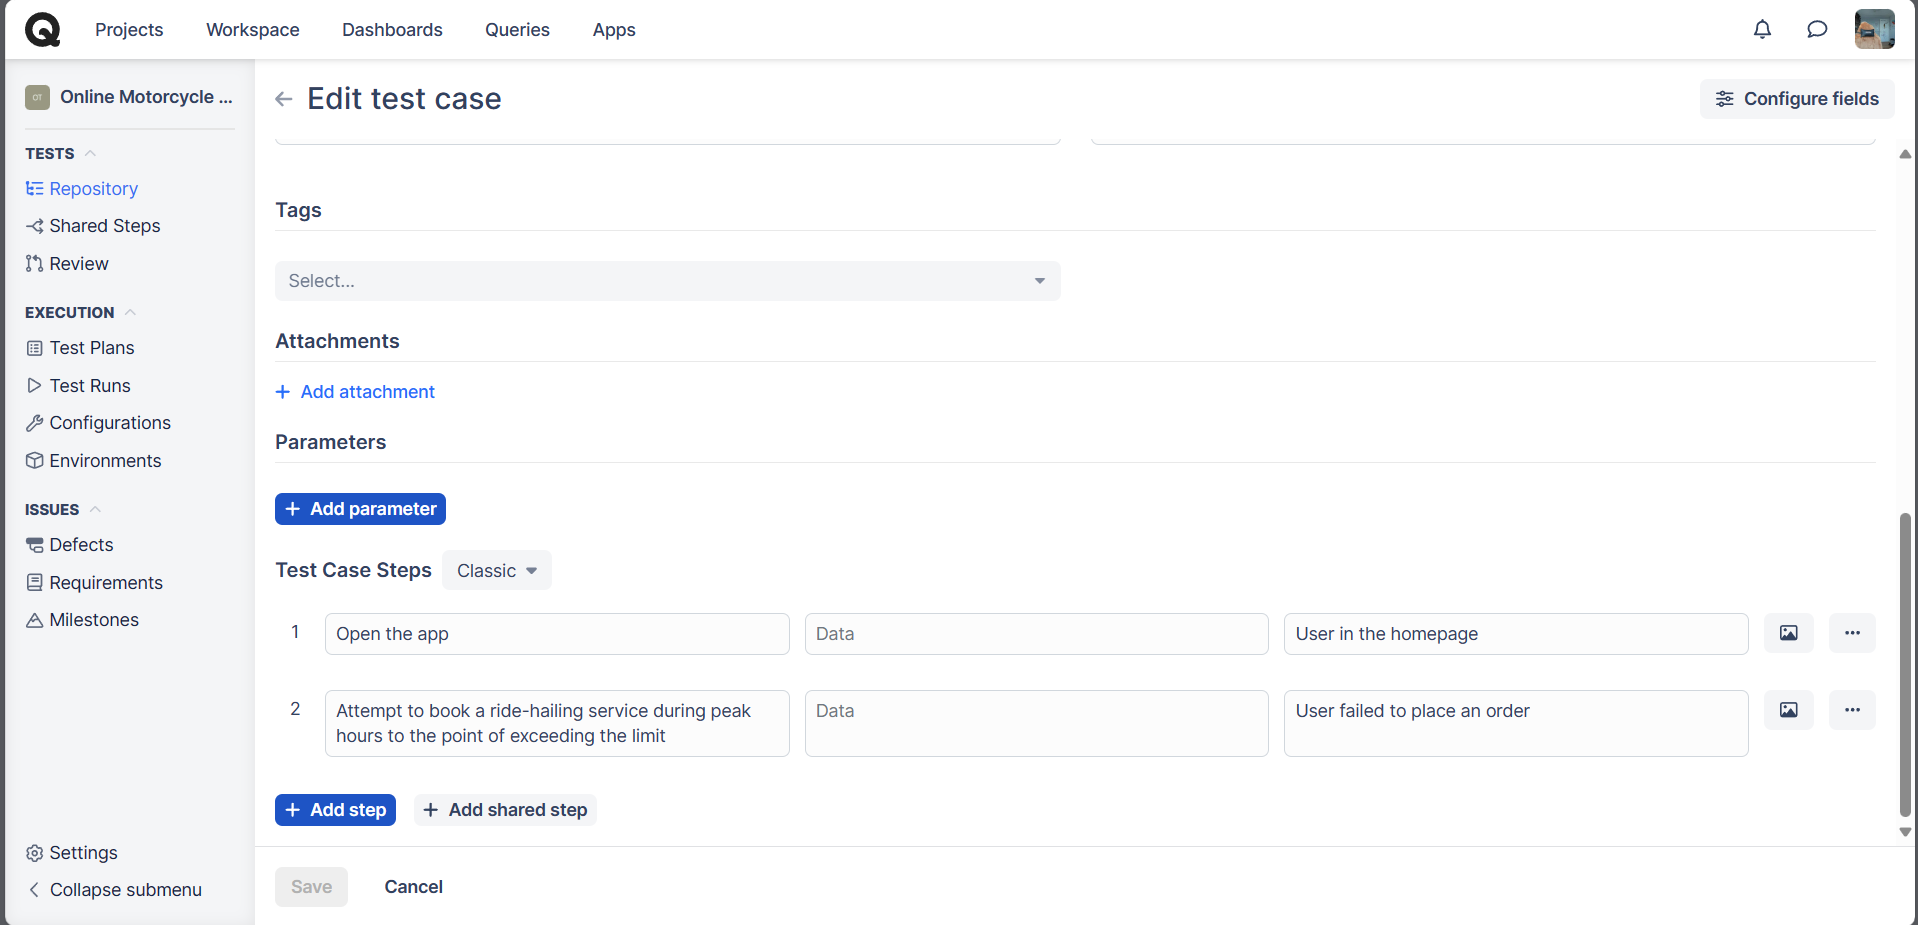 Projects
Workspace
Dashboards
Queries
Apps
OT
Online Motorcycle ...
TESTS
Repository
Shared Steps
Review
EXECUTION
Test Plans
Test Runs
Configurations
Environments
ISSUES
Defects
Requirements
Milestones
Settings
Collapse submenu
Edit test case
Configure fields
Tags
Select...
Attachments
+ Add attachment
Parameters
+ Add parameter
Test Case Steps
Classic
1
Open the app
Data
User in the homepage
2
Attempt to book a ride-hailing service during peak
hours to the point of exceeding the limit
Data
User failed to place an order
+ Add step
+ Add shared step
Save
Cancel